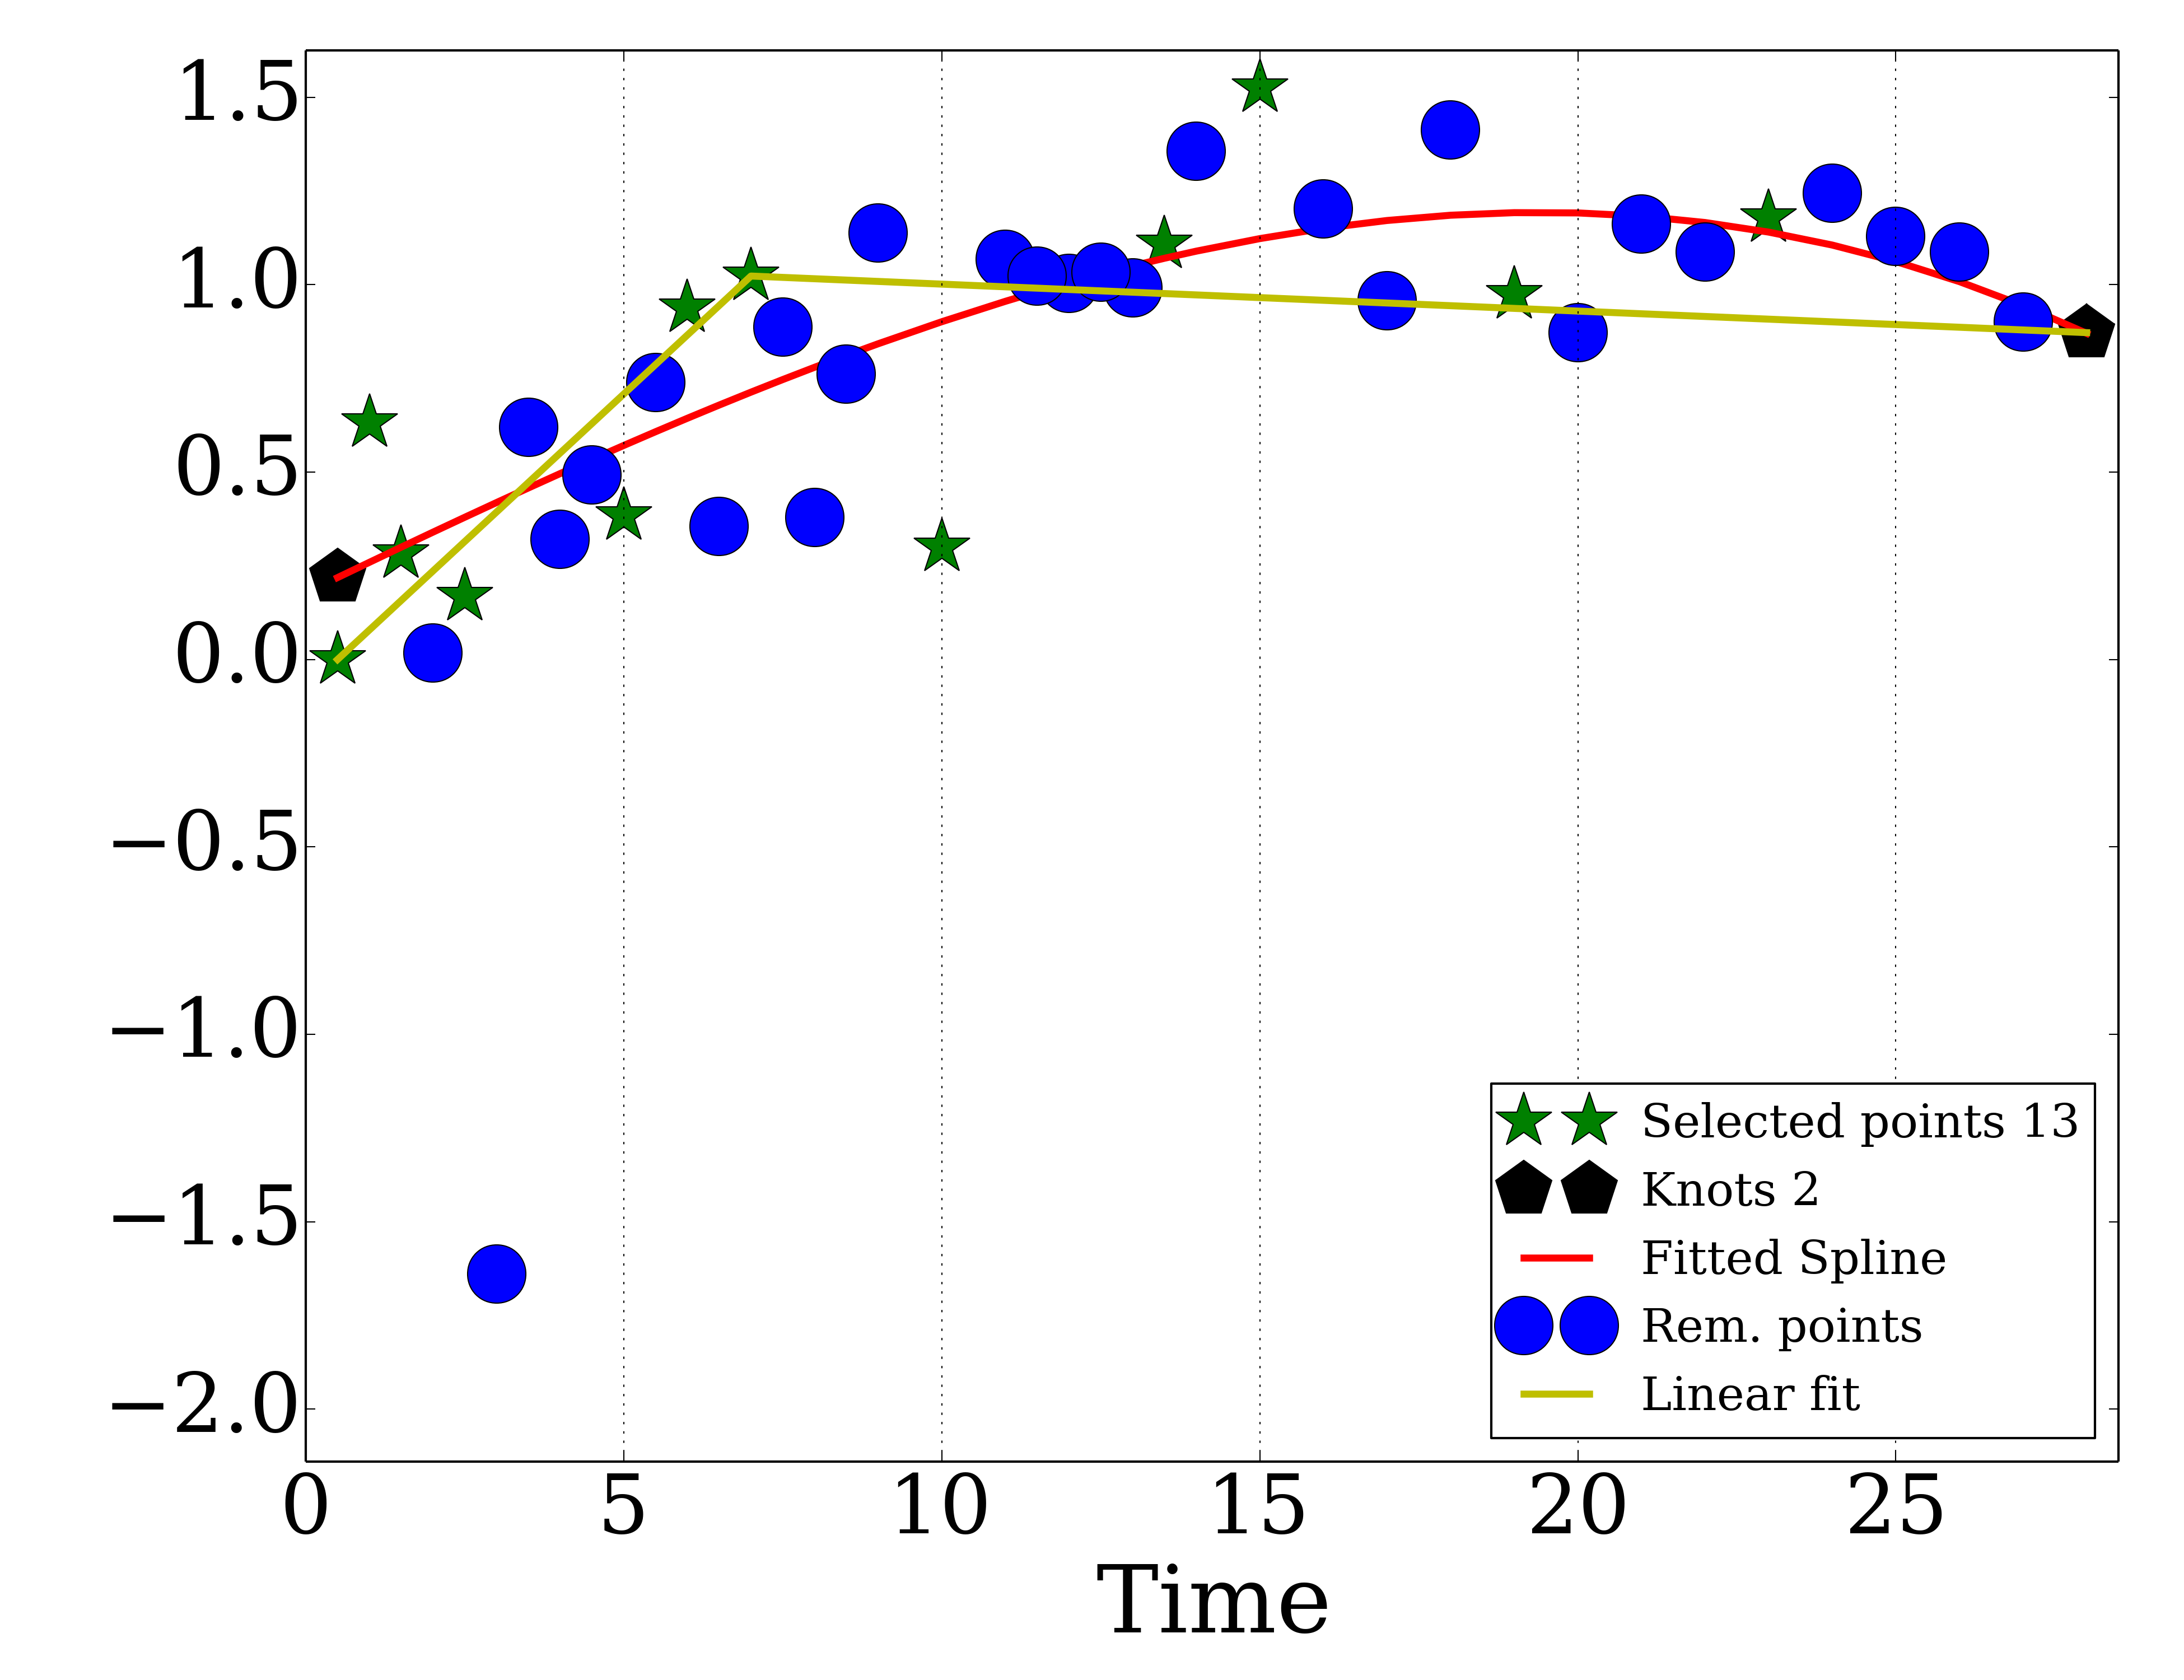 1.5
1.0
0.5
0.0
−0.5
−1.0
−1.5
−2.0
0 5 10 15 20 25
Time
Selected points 13
Knots 2
Fitted Spline
Rem. points
Linear fit